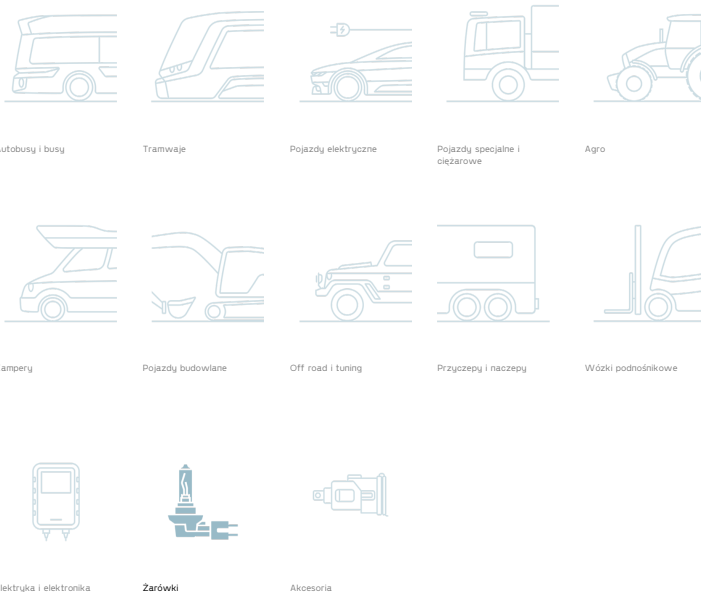 utobusy i busy
Tramwaje
Pojazdy elektryczne
Pojazdy specjalne i
ciężarowe
Agro
ampery
Pojazdy budowlane
Off road i tuning
Przyczepy i naczepy
Wózki podnośnikowe
lektryka i elektronika
Żarówki
Akcesoria